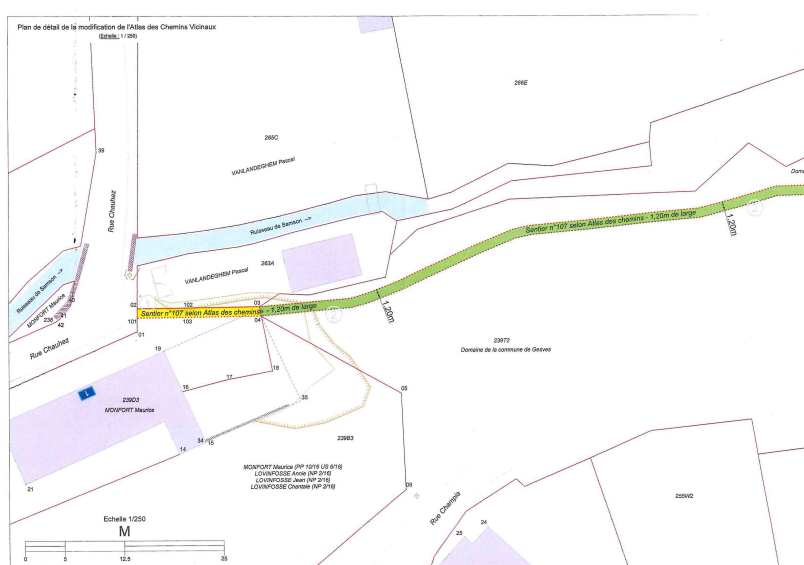 Plan de détail de la modification de l'Atlas des Chemins Vicinaux
(Echelle : 1 / 250)
266E
265C
VANLANDEGHEM Pascal
39
Rue Chauhez
Ruisseau de Samson -->
263A
VANLANDEGHEM Pascal
Sentier n°107 selon Atlas des chemins - 1,20m de large
1,20m
2
Ruisseau de Samson -->
MONFORT Maurice
238
40
41
42
02
102
03
1
Sentier n°107 selon Atlas des chemins - 1,20m de large
2
1,20m
101
103
04
01
Rue Chauhez
19
239T2
Domaine de la commune de Gesves
18
17
16
05
35
239D3
MONFORT Maurice
L
239B3
34
15
14
MONFORT Maurice (PP 10/16 US 6/16)
LOVINFOSSE Annie (NP 2/16)
LOVINFOSSE Jean (NP 2/16)
LOVINFOSSE Chantale (NP 2/16)
21
06
Rue Champia
255W2
24
25
Echelle 1/250
M
0 5 12.5 25